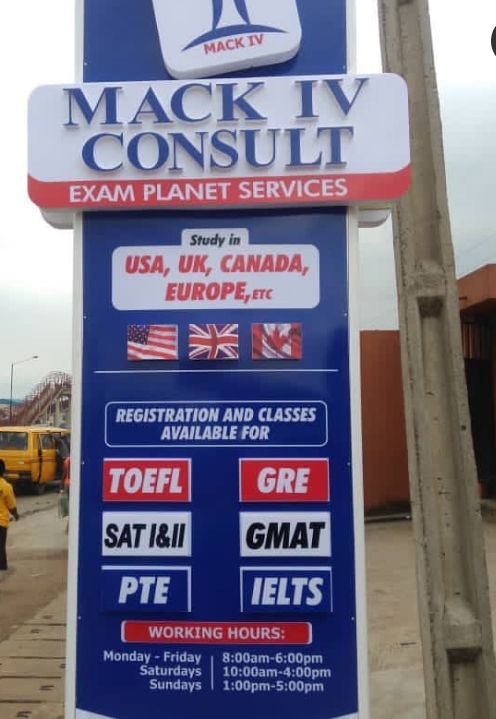 MACK IV
MACK IV
CONSULT
EXAM PLANET SERVICES
Study in
USA, UK, CANADA,
EUROPE,ETC
REGISTRATION AND CLASSES
AVAILABLE FOR
TOEFL GRE
SAT I&II GMAT
PTE IELTS
WORKING HOURS:
Monday - Friday 8:00am-6:00pm
Saturdays 10:00am-4:00pm
Sundays 1:00pm-5:00pm